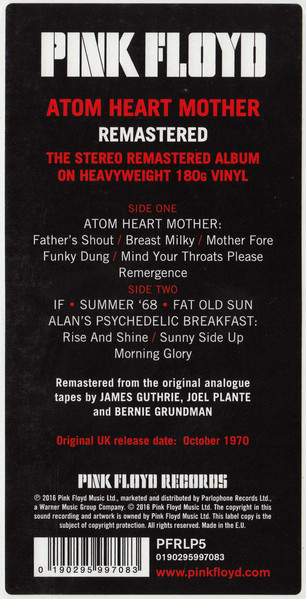 PINK FLOYD
ATOM HEART MOTHER
REMASTERED
THE STEREO REMASTERED ALBUM
ON HEAVYWEIGHT 180G VINYL
SIDE ONE
ATOM HEART MOTHER:
Father's Shout / Breast Milky / Mother Fore
Funky Dung / Mind Your Throats Please
Remergence
SIDE TWO
IF • SUMMER '68 • FAT OLD SUN
ALAN'S PSYCHEDELIC BREAKFAST:
Rise And Shine / Sunny Side Up
Morning Glory
Remastered from the original analogue
tapes by JAMES GUTHRIE, JOEL PLANTE
and BERNIE GRUNDMAN
Original UK release date: October 1970
PINK FLOYD RECORDS
℗ 2016 Pink Floyd Music Ltd., marketed and distributed by Parlophone Records Ltd.,
a Warner Music Group Company. © 2016 Pink Floyd Music Ltd. The copyright in this
sound recording and artwork is owned by Pink Floyd Music Ltd. This label copy is the
subject of copyright protection. All rights reserved. Made in the E.U.
PFRLP5
0190295997083
0 190295 997083
www.pinkfloyd.com